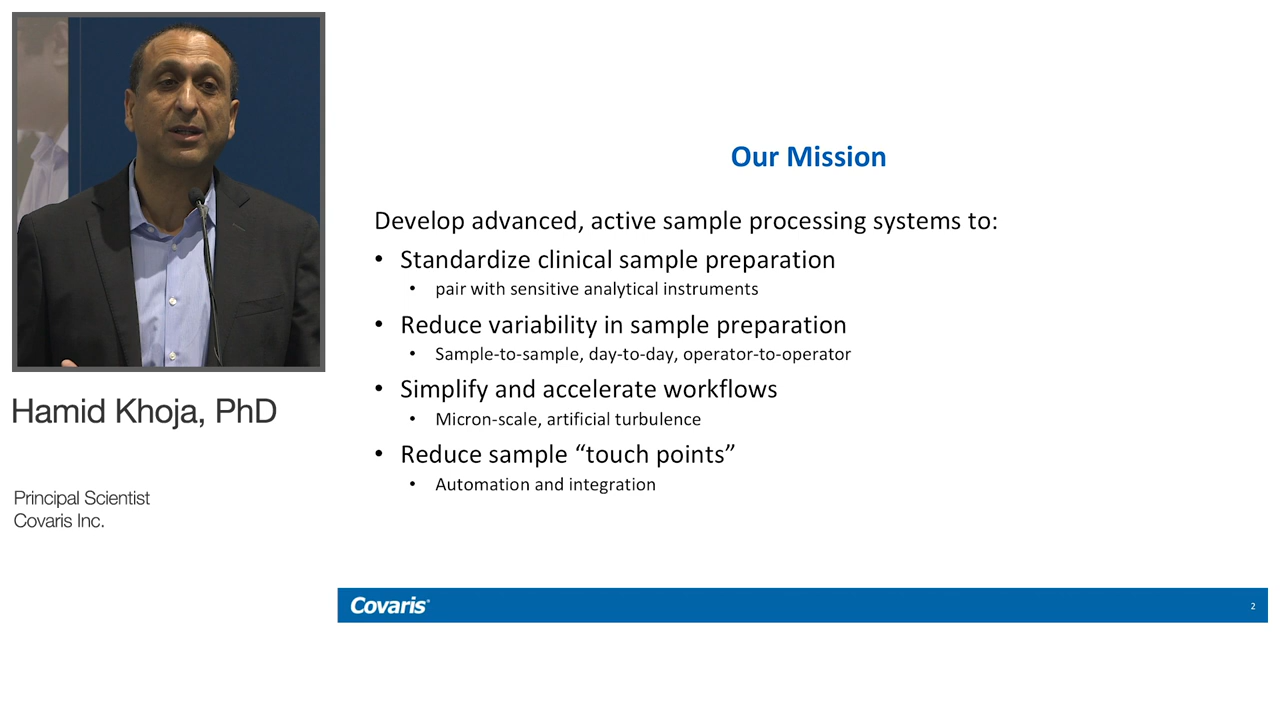 Hamid Khoja, PhD
Principal Scientist
Covaris Inc.
Our Mission
Develop advanced, active sample processing systems to:
• Standardize clinical sample preparation
• pair with sensitive analytical instruments
• Reduce variability in sample preparation
• Sample-to-sample, day-to-day, operator-to-operator
• Simplify and accelerate workflows
• Micron-scale, artificial turbulence
• Reduce sample “touch points”
• Automation and integration
Covaris®
2